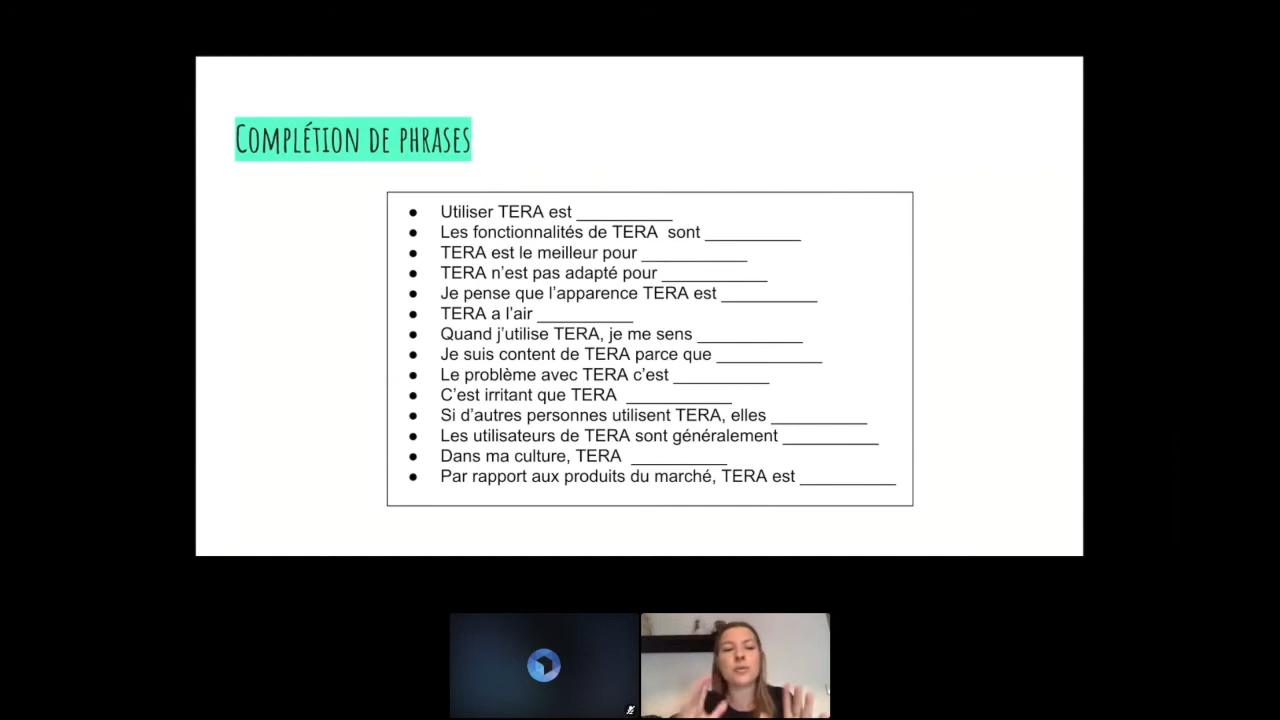 Complétion de phrases
● Utiliser TERA est __________
● Les fonctionnalités de TERA sont __________
● TERA est le meilleur pour ___________
● TERA n’est pas adapté pour ___________
● Je pense que l’apparence TERA est __________
● TERA a l’air __________
● Quand j’utilise TERA, je me sens ___________
● Je suis content de TERA parce que ___________
● Le problème avec TERA c’est __________
● C’est irritant que TERA ___________
● Si d’autres personnes utilisent TERA, elles __________
● Les utilisateurs de TERA sont généralement __________
● Dans ma culture, TERA __________
● Par rapport aux produits du marché, TERA est __________